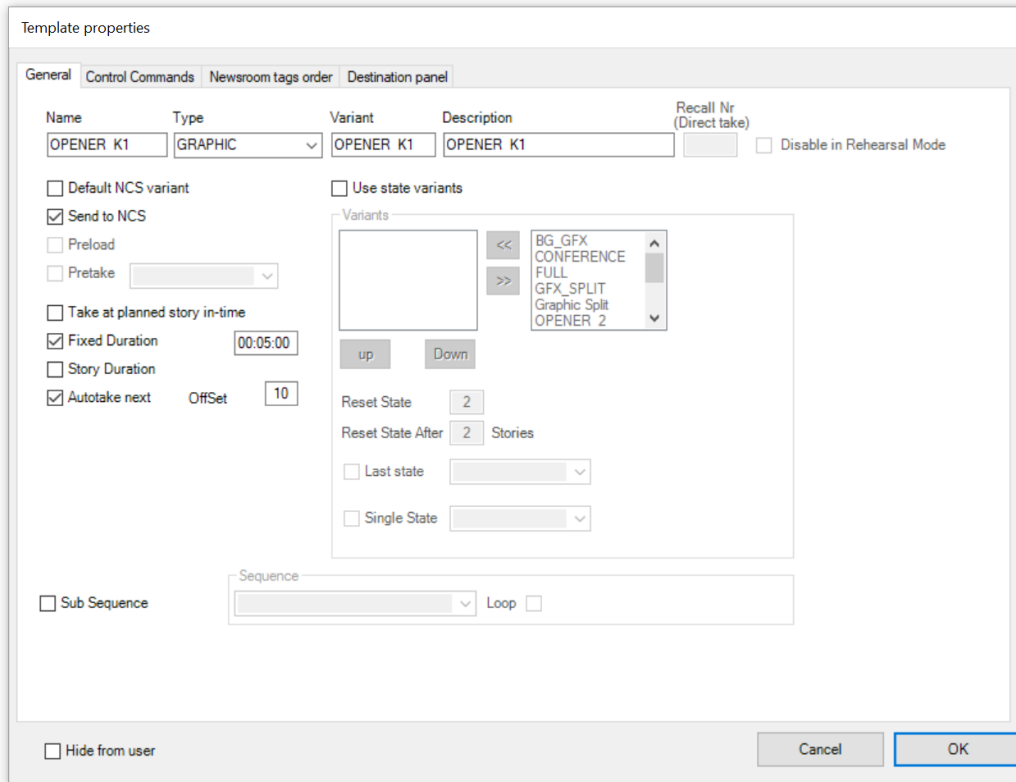 Template properties
General Control Commands Newsroom tags order Destination panel
Name Type Variant Description Recall Nr
(Direct take)
OPENER K1 GRAPHIC OPENER K1 OPENER K1 Disable in Rehearsal Mode
Default NCS variant Use state variants
Send to NCS Variants
Preload
Pretake
<< >>
BG_GFX
CONFERENCE
FULL
GFX_SPLIT
Graphic Split
OPENER 2
Take at planned story in-time
Fixed Duration 00:05:00
up Down
Story Duration
Autotake next OffSet 10
Reset State 2
Reset State After 2 Stories
Last state
Single State
Sequence
Sub Sequence Loop
Hide from user Cancel OK